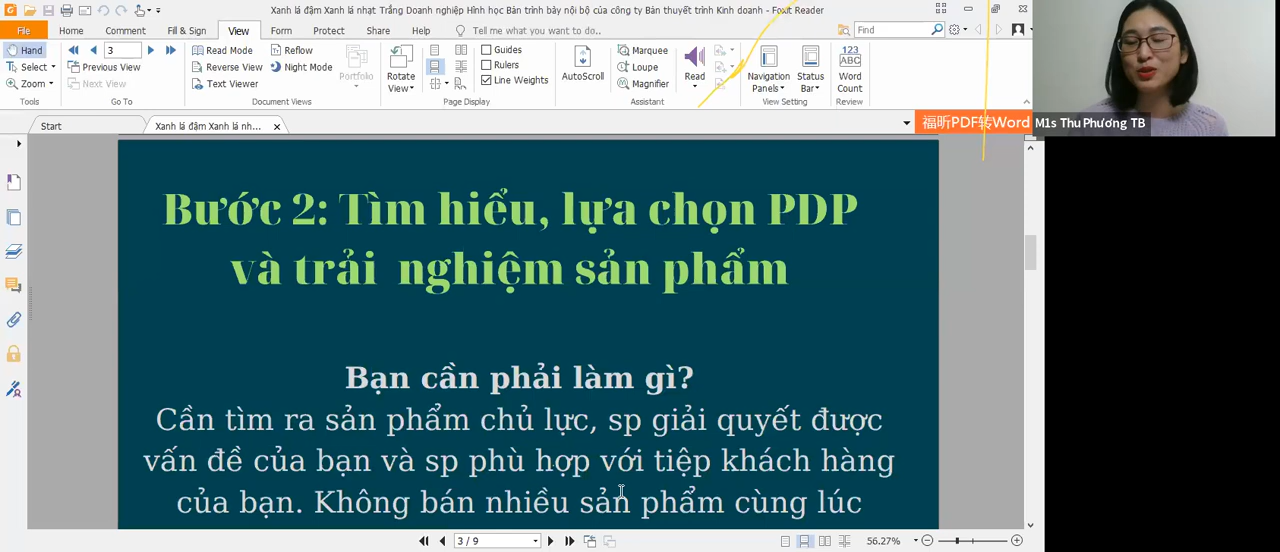 Xanh lá đậm Xanh lá nhạt Trắng Doanh nghiệp Hình học Bản trình bày nội bộ của công ty Bản thuyết trình Kinh doanh - Foxit Reader
File Home Comment Fill & Sign View Form Protect Share Help Tell me what you want to do.. Find
Hand 3 Read Mode Reflow Guides Marquee 123
Select Previous View Reverse View Night Mode Rulers Loupe ABC
Zoom Next View Text Viewer Line Weights Magnifier
Portfolio Rotate View AutoScroll Read Navigation Panels Status Bar Word Count
Tools Go To Document Views Page Display Assistant View Setting Review
Start Xanh lá đậm Xanh lá nh... 福昕PDF转Word M1s Thu Phương TB
Bước 2: Tìm hiểu, lựa chọn PDP
và trải nghiệm sản phẩm
Bạn cần phải làm gì?
Cần tìm ra sản phẩm chủ lực, sp giải quyết được
vấn đề của bạn và sp phù hợp với tiệp khách hàng
của bạn. Không bán nhiều sản phẩm cùng lúc
3 / 9 56.27%